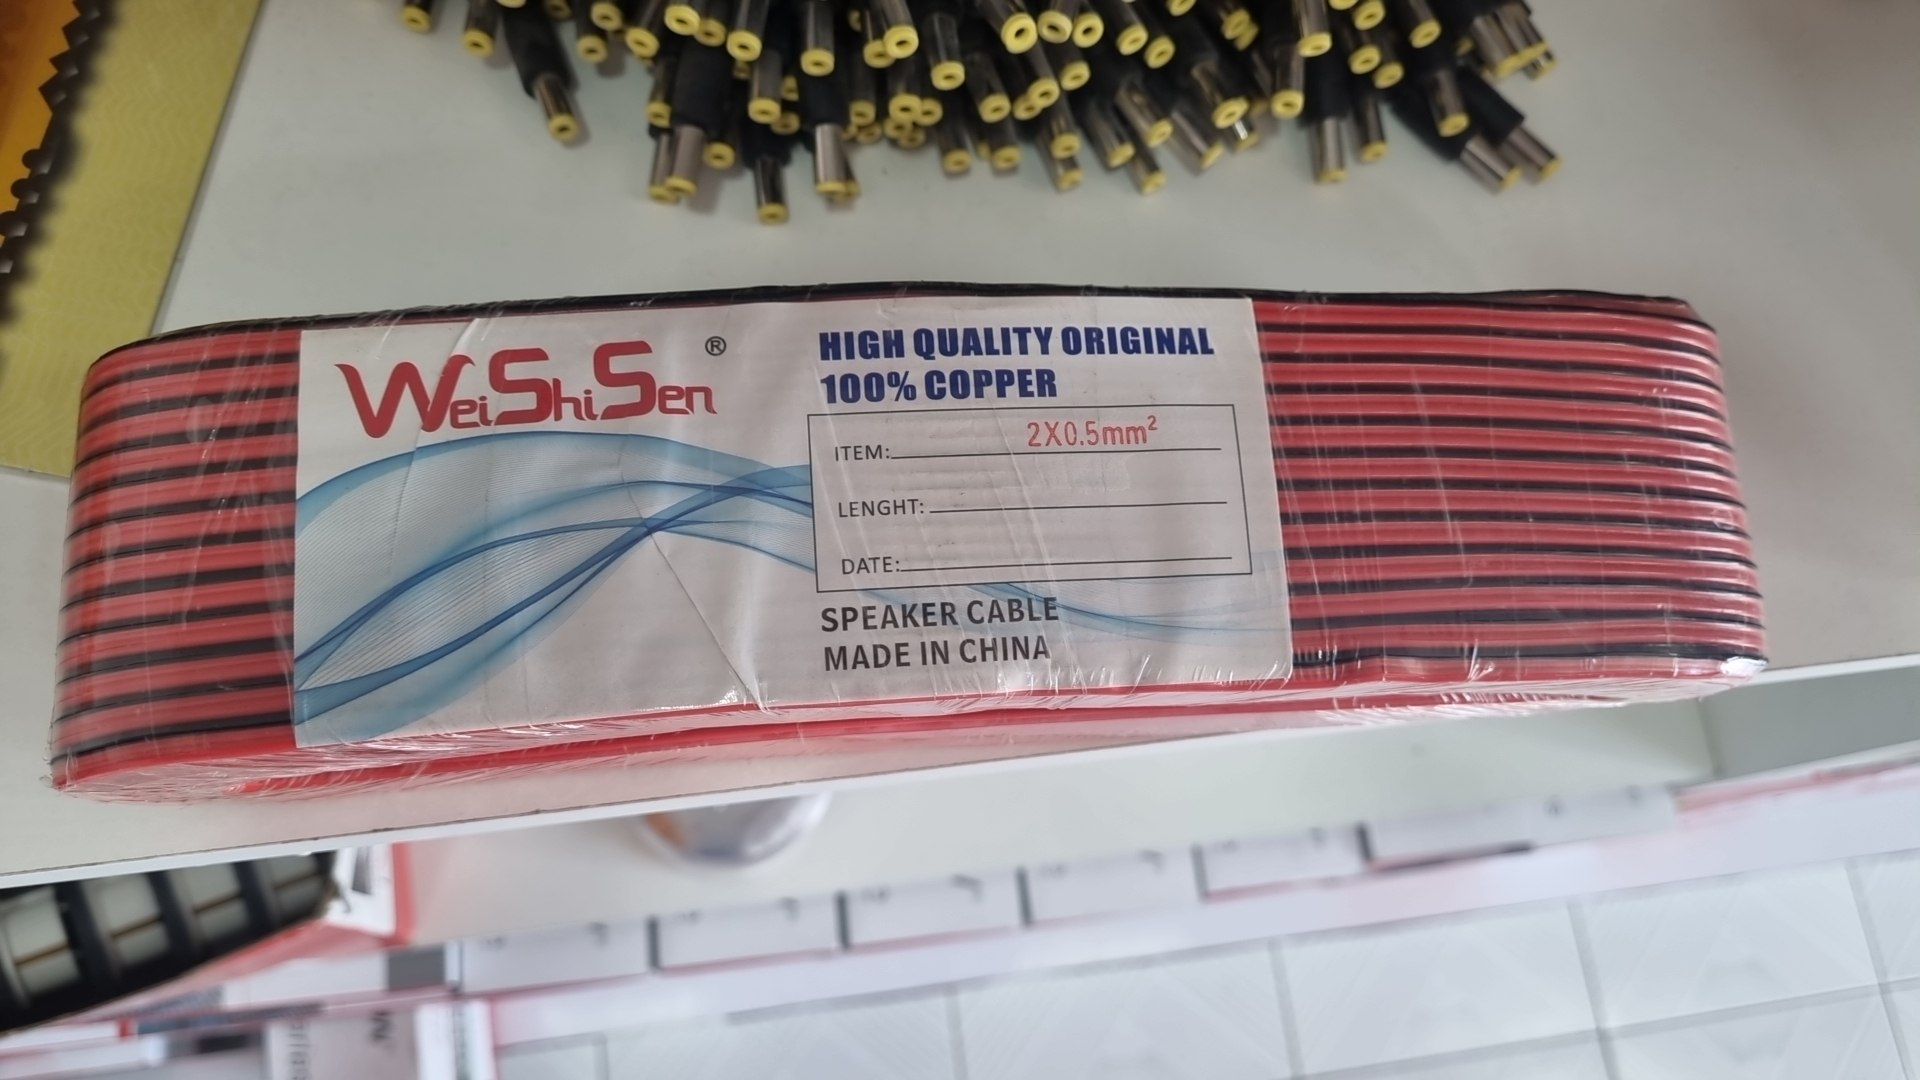 WeiShiSen ®
HIGH QUALITY ORIGINAL
100% COPPER
ITEM: 2X0.5mm²
LENGHT:
DATE:
SPEAKER CABLE
MADE IN CHINA